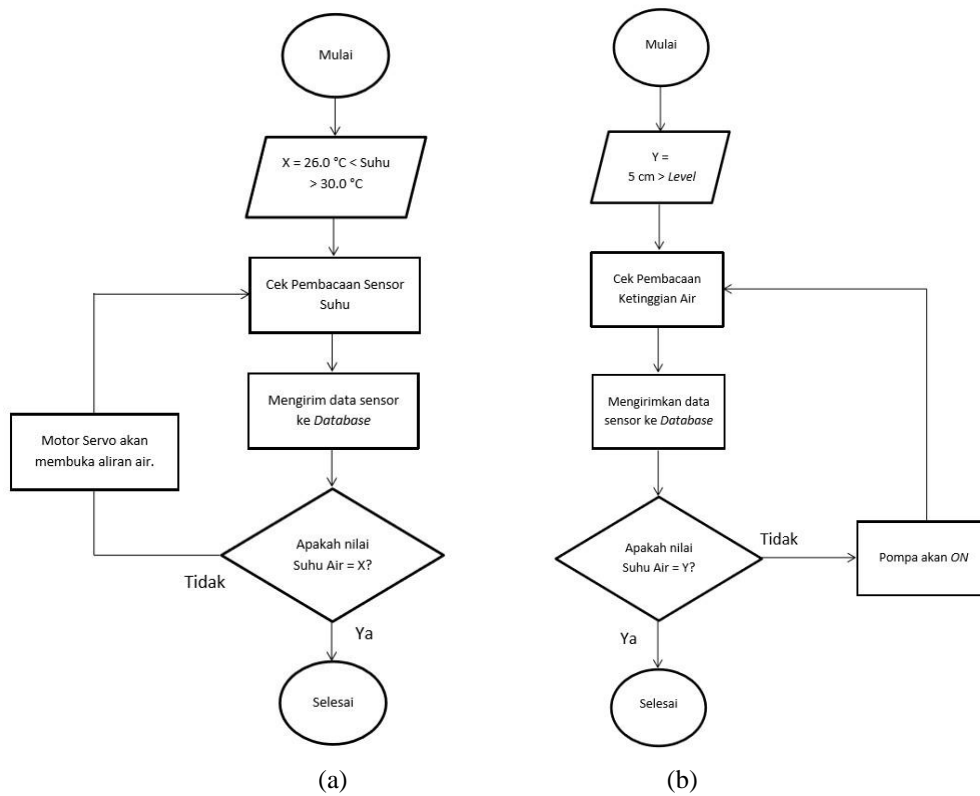 Mulai
X = 26.0 °C < Suhu
> 30.0 °C
Cek Pembacaan Sensor
Suhu
Mengirim data sensor
ke Database
Motor Servo akan
membuka aliran air.
Apakah nilai
Suhu Air = X?
Tidak
Ya
Selesai
(a)
Mulai
Y =
5 cm > Level
Cek Pembacaan
Ketinggian Air
Mengirimkan data
sensor ke Database
Apakah nilai
Suhu Air = Y?
Tidak
Pompa akan ON
Ya
Selesai
(b)